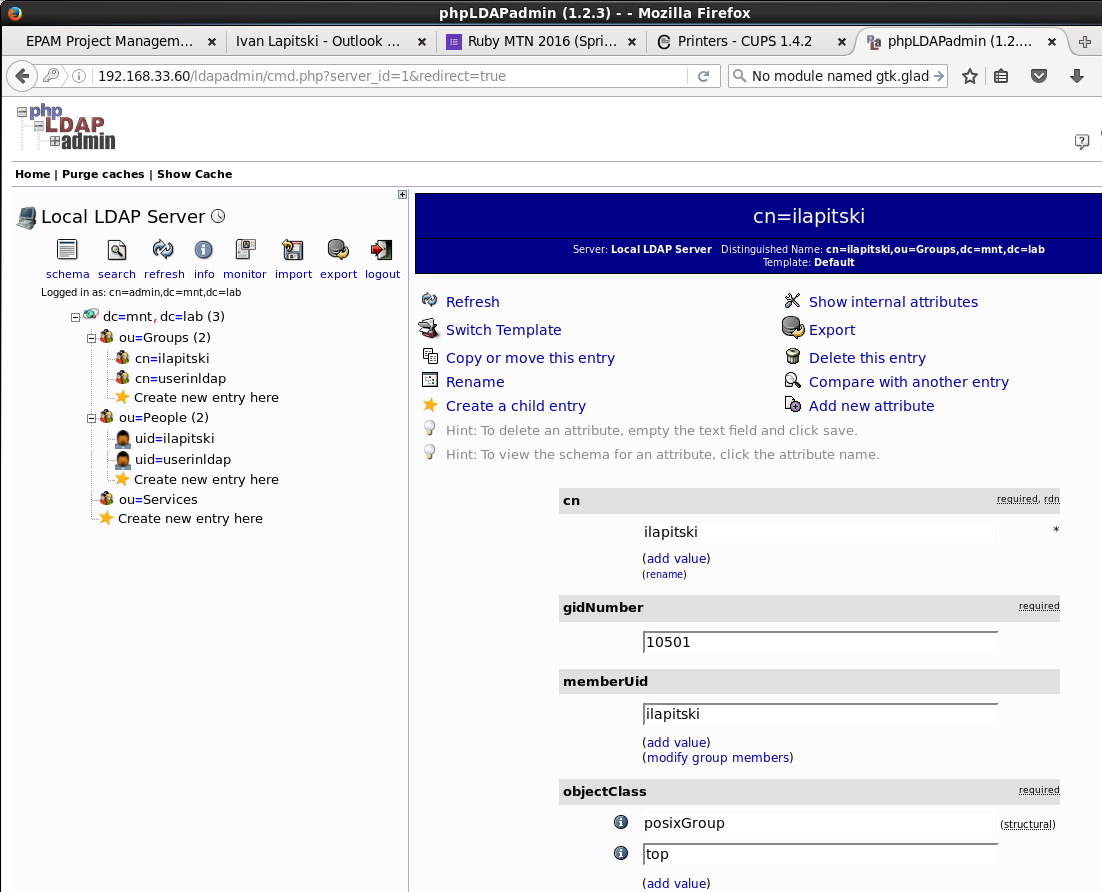 phpLDAPadmin (1.2.3) - - Mozilla Firefox
EPAM Project Managem... × Ivan Lapitski - Outlook ... × Ruby MTN 2016 (Spri... × Printers - CUPS 1.4.2 × phpLDAPadmin (1.2.... ×
192.168.33.60/ldapadmin/cmd.php?server_id=1&redirect=true No module named gtk.glad
php
LDAP
admin
Home | Purge caches | Show Cache
Local LDAP Server
schema search refresh info monitor import export logout
Logged in as: cn=admin,dc=mnt,dc=lab
dc=mnt, dc=lab (3)
ou=Groups (2)
cn=ilapitski
cn=userinldap
Create new entry here
ou=People (2)
uid=ilapitski
uid=userinldap
Create new entry here
ou=Services
Create new entry here
cn=ilapitski
Server: Local LDAP Server Distinguished Name: cn=ilapitski,ou=Groups,dc=mnt,dc=lab
Template: Default
Refresh Show internal attributes
Switch Template Export
Copy or move this entry Delete this entry
Rename Compare with another entry
Create a child entry Add new attribute
Hint: To delete an attribute, empty the text field and click save.
Hint: To view the schema for an attribute, click the attribute name.
cn required, rdn
ilapitski *
(add value)
(rename)
gidNumber required
10501
memberUid
ilapitski
(add value)
(modify group members)
objectClass required
posixGroup (structural)
top
(add value)